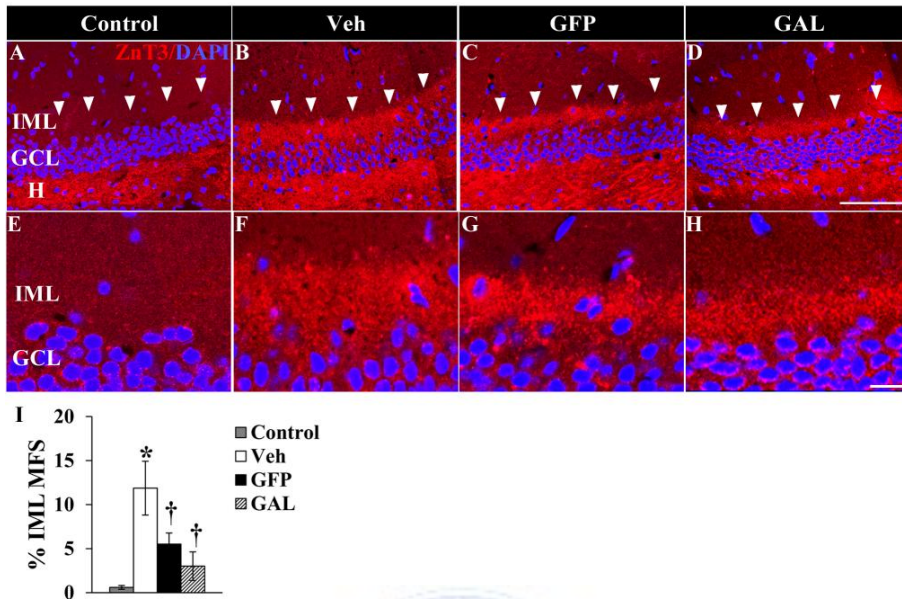 Control Veh GFP GAL
A ZnT3/DAPI B C D
IML
GCL
H
E F G H
IML
GCL
I
20
15
10
5
0
% IML MFS
* † †
Control
Veh
GFP
GAL